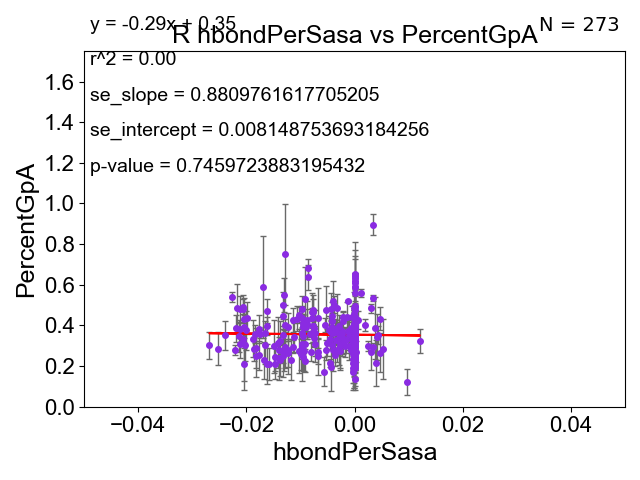 y = -0.29x + 0.35
N = 273
R hbondPerSasa vs PercentGpA
r^2 = 0.00
se_slope = 0.8809761617705205
se_intercept = 0.008148753693184256
p-value = 0.7459723883195432
PercentGpA
1.6
1.4
1.2
1.0
0.8
0.6
0.4
0.2
0.0
−0.04 −0.02 0.00 0.02 0.04
hbondPerSasa